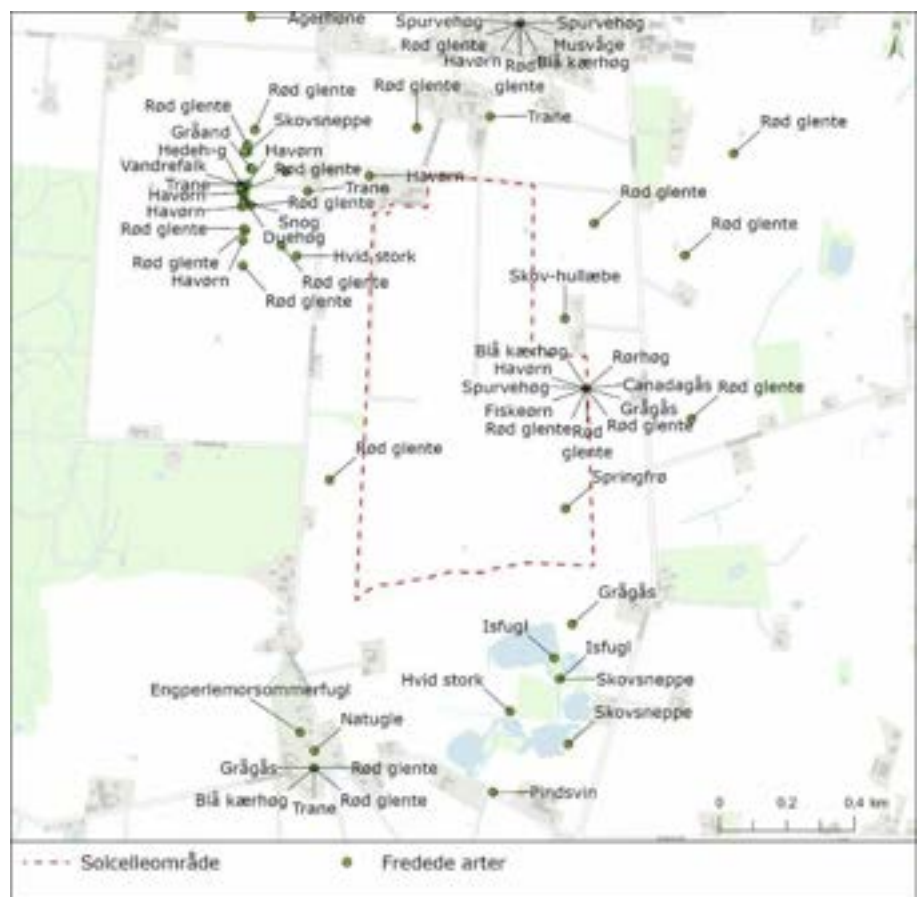 Agerhøne
Spurvehøg
Spurvehøg
Rød glente
Musvåge
Havørn
Rød glente
Blå kærhøg
Rød glente
Rød glente
Trane
Rød glente
Skovsneppe
Gråand
Rød glente
Havørn
Vandrefalk
Rød glente
Havørn
Trane
Trane
Havørn
Rød glente
Havørn
Rød glente
Snog
Rød glente
Duehøg
Hvid stork
Rød glente
Rød glente
Rød glente
Havørn
Rød glente
Skov-hullæbe
Blå kærhøg
Rørhøg
Havørn
Spurvehøg
Canadagås
Rød glente
Fiskeørn
Grågås
Rød glente
Rød glente
Rød glente
Rød glente
Springfrø
Grågås
Isfugl
Isfugl
Hvid stork
Skovsneppe
Engperlemorsommerfugl
Skovsneppe
Natugle
Grågås
Rød glente
Blå kærhøg
Trane
Rød glente
Pindsvin
0 0,2 0,4 km
Solcelleområde
Fredede arter